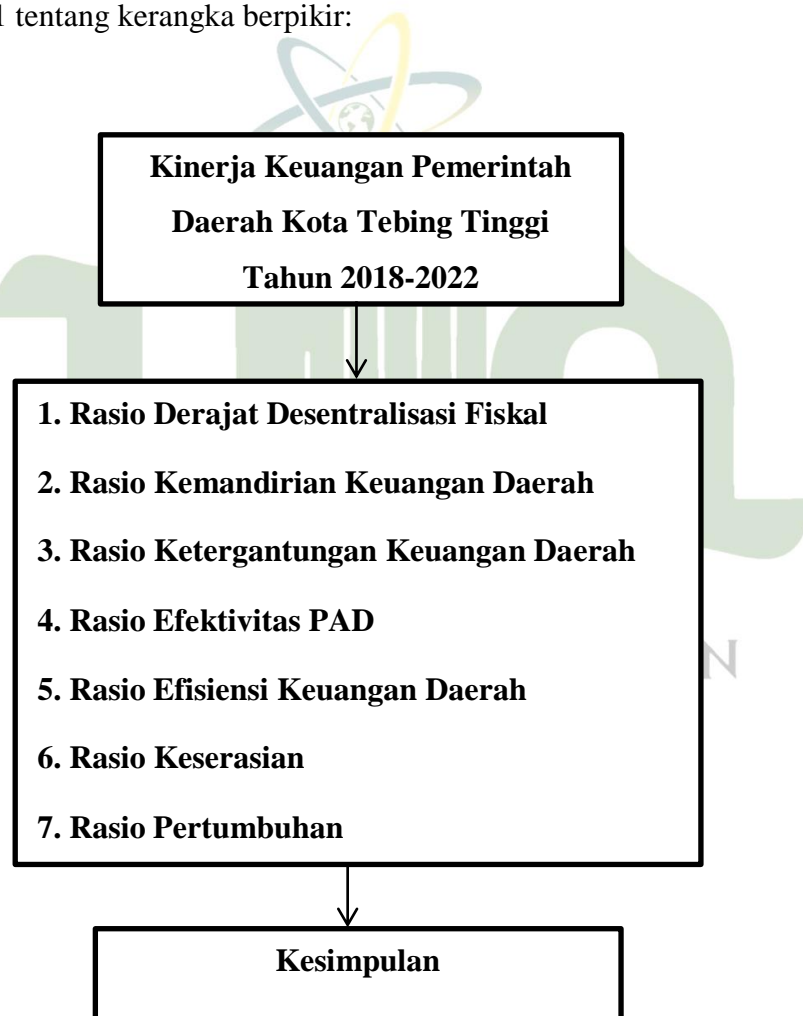 tentang kerangka berpikir:
Kinerja Keuangan Pemerintah
Daerah Kota Tebing Tinggi
Tahun 2018-2022
1. Rasio Derajat Desentralisasi Fiskal
2. Rasio Kemandirian Keuangan Daerah
3. Rasio Ketergantungan Keuangan Daerah
4. Rasio Efektivitas PAD
N
5. Rasio Efisiensi Keuangan Daerah
6. Rasio Keserasian
7. Rasio Pertumbuhan
Kesimpulan